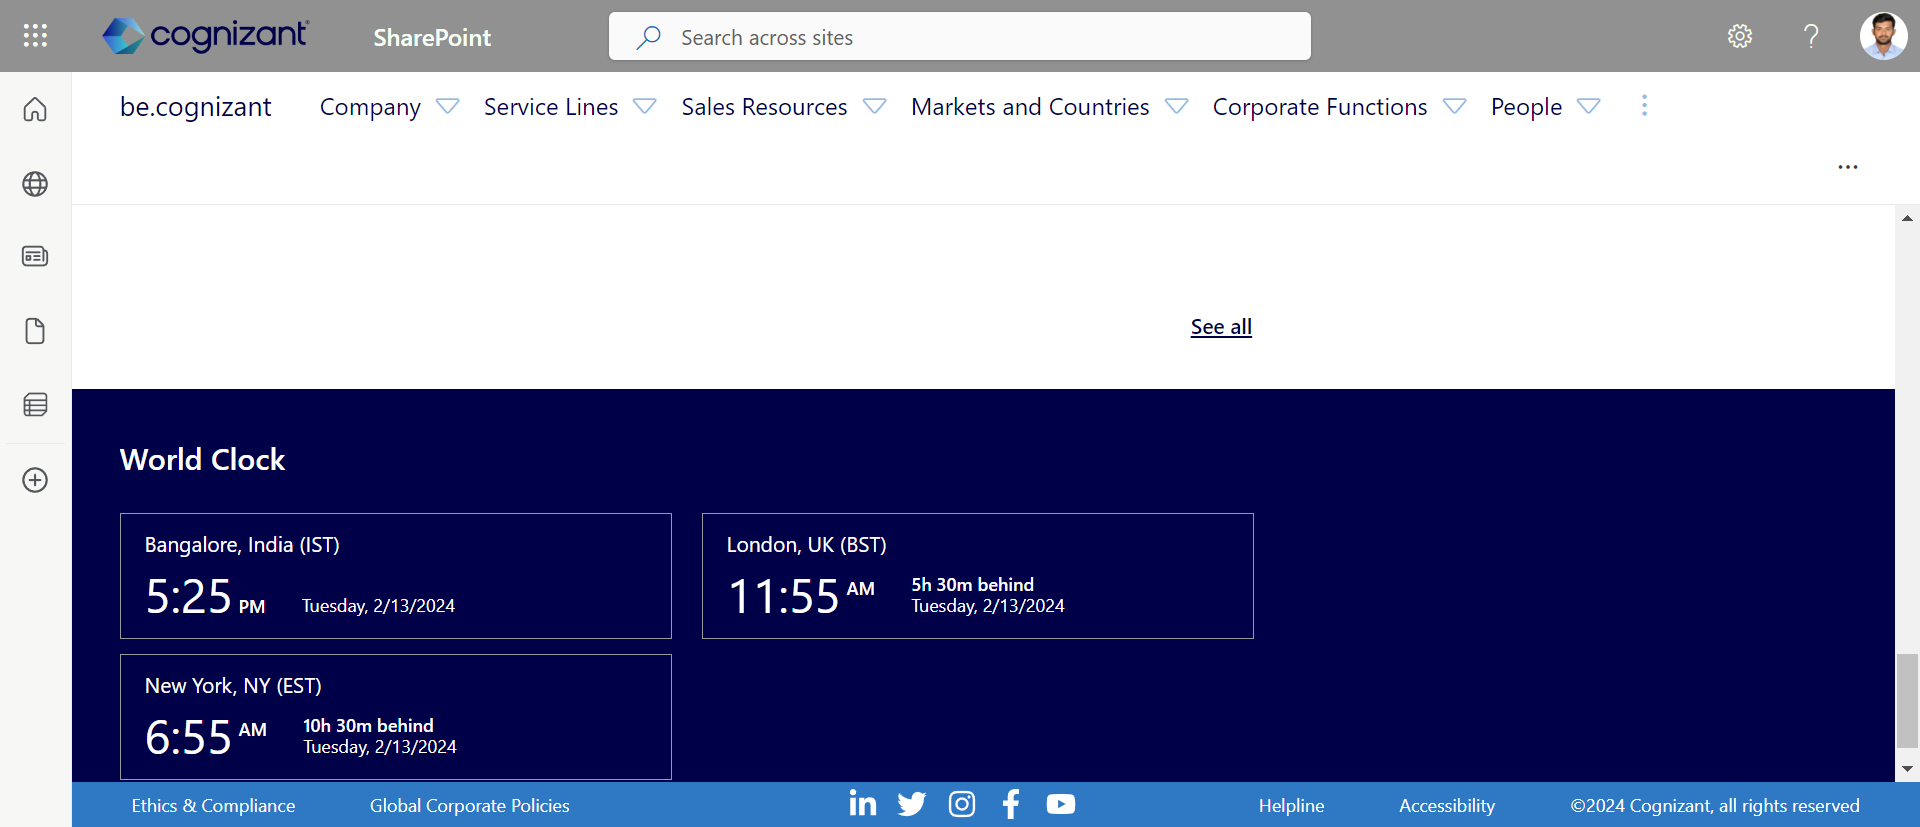 cognizant
SharePoint
Search across sites
be.cognizant
Company
Service Lines
Sales Resources
Markets and Countries
Corporate Functions
People
See all
World Clock
Bangalore, India (IST)
5:25 PM
Tuesday, 2/13/2024
London, UK (BST)
11:55 AM
5h 30m behind
Tuesday, 2/13/2024
New York, NY (EST)
6:55 AM
10h 30m behind
Tuesday, 2/13/2024
Ethics & Compliance
Global Corporate Policies
Helpline
Accessibility
©2024 Cognizant, all rights reserved